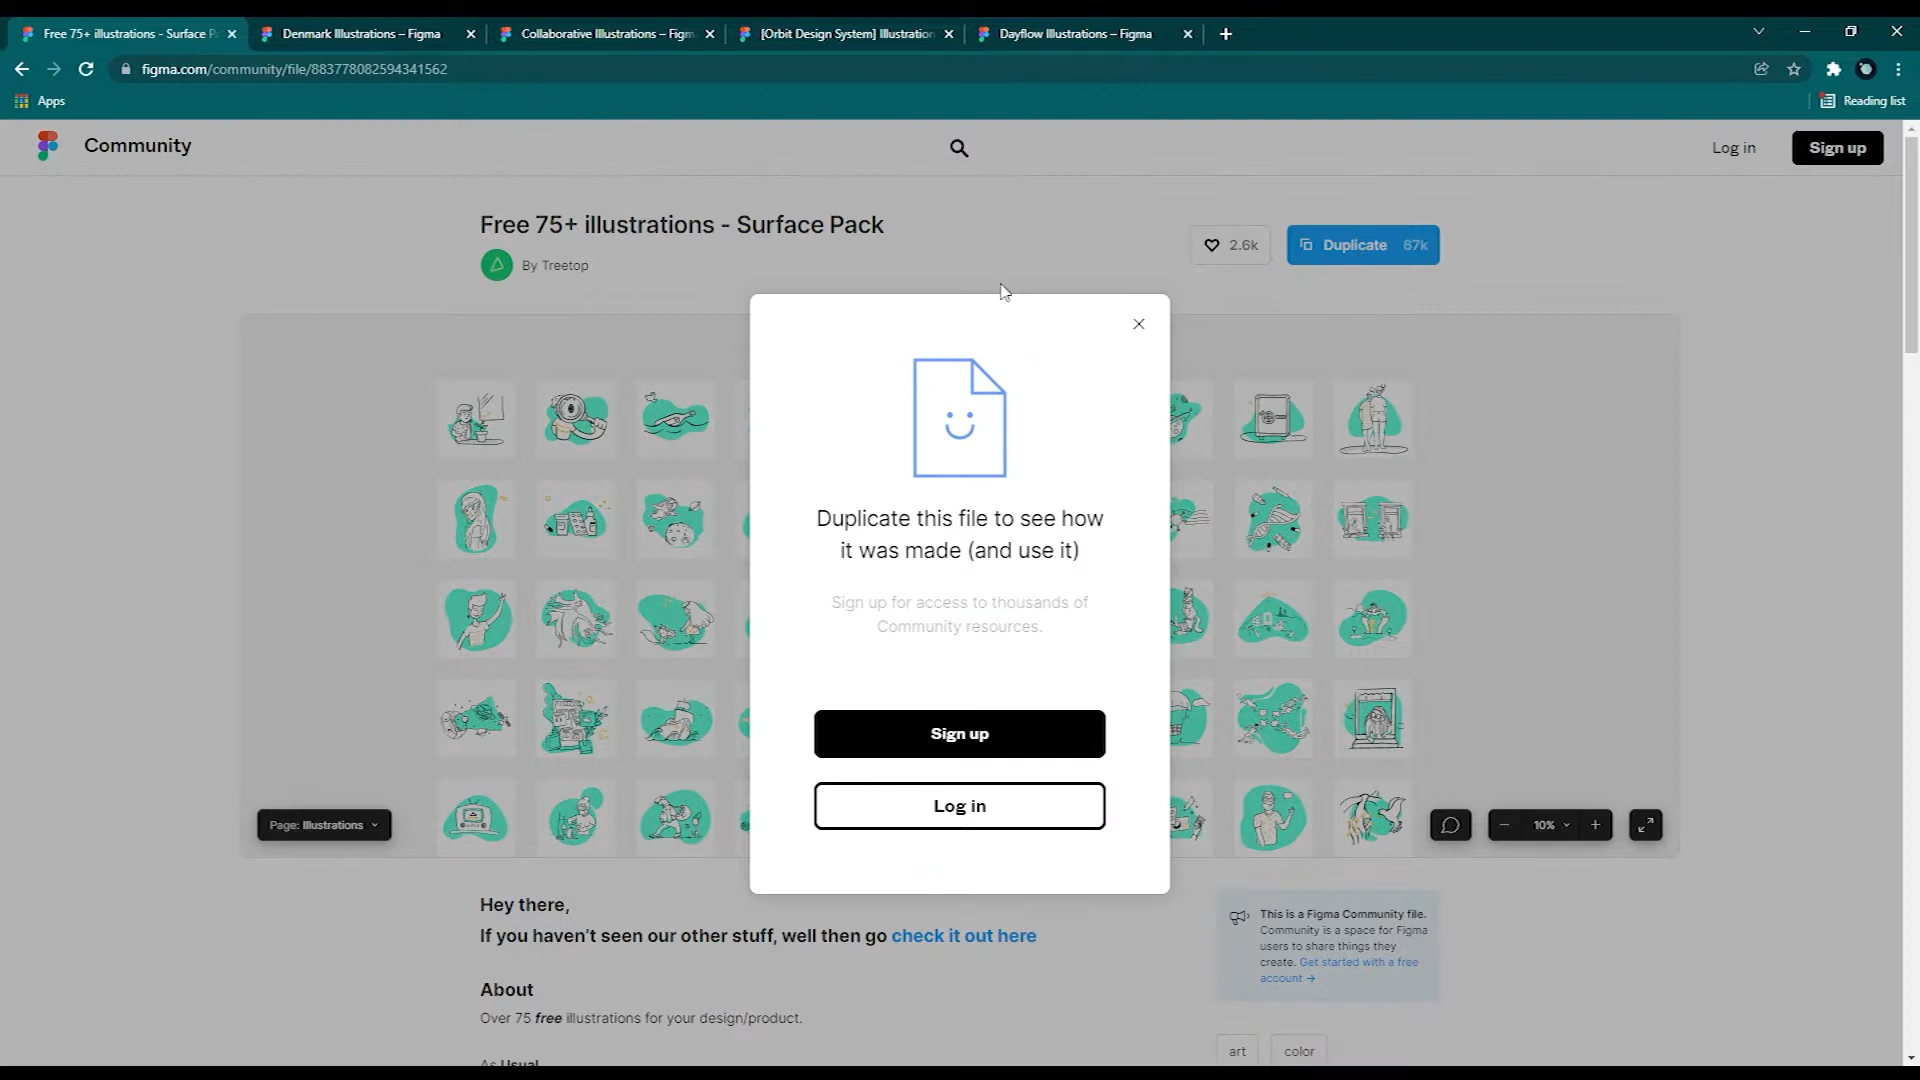 Free 75+ illustrations - Surface P
Denmark Illustrations – Figma
Collaborative Illustrations – Figm
[Orbit Design System] Illustration
Dayflow Illustrations – Figma
figma.com/community/file/883778082594341562
Apps
Reading list
Community
Log in
Sign up
Free 75+ illustrations - Surface Pack
By Treetop
2.6k
Duplicate 67k
Duplicate this file to see how
it was made (and use it)
Sign up for access to thousands of
Community resources.
Sign up
Log in
Page: Illustrations
10%
Hey there,
If you haven't seen our other stuff, well then go check it out here
This is a Figma Community file.
Community is a space for Figma
users to share things they
create. Get started with a free
account →
About
Over 75 free illustrations for your design/product.
art
color
As Usual